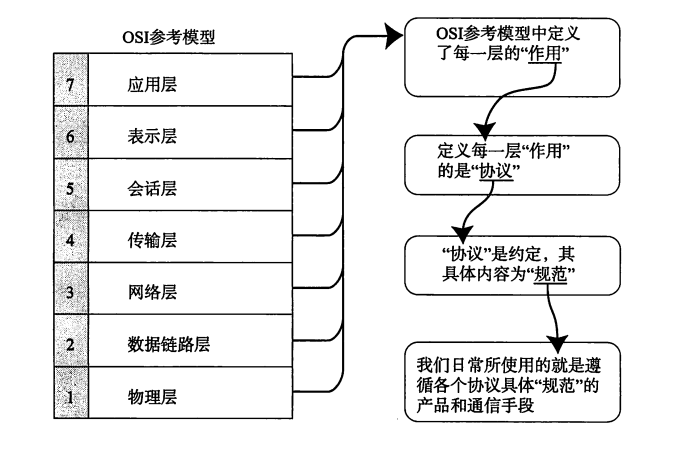 OSI参考模型
7 应用层
6 表示层
5 会话层
4 传输层
3 网络层
2 数据链路层
1 物理层
OSI参考模型中定义
了每一层的“作用”
定义每一层“作用”
的是“协议”
“协议”是约定，其
具体内容为“规范”
我们日常所使用的就是遵
循各个协议具体“规范”的
产品和通信手段